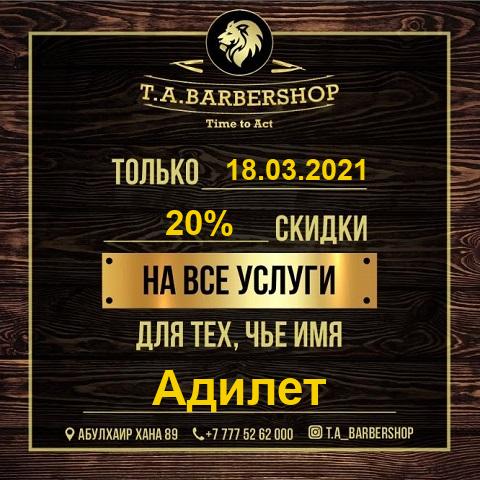 T.A.BARBERSHOP
Time to Act
ТОЛЬКО 18.03.2021
20% СКИДКИ
НА ВСЕ УСЛУГИ
ДЛЯ ТЕХ, ЧЬЕ ИМЯ
Адилет
АБУЛХАИР ХАНА 89 +7 777 52 62 000 T.A_BARBERSHOP